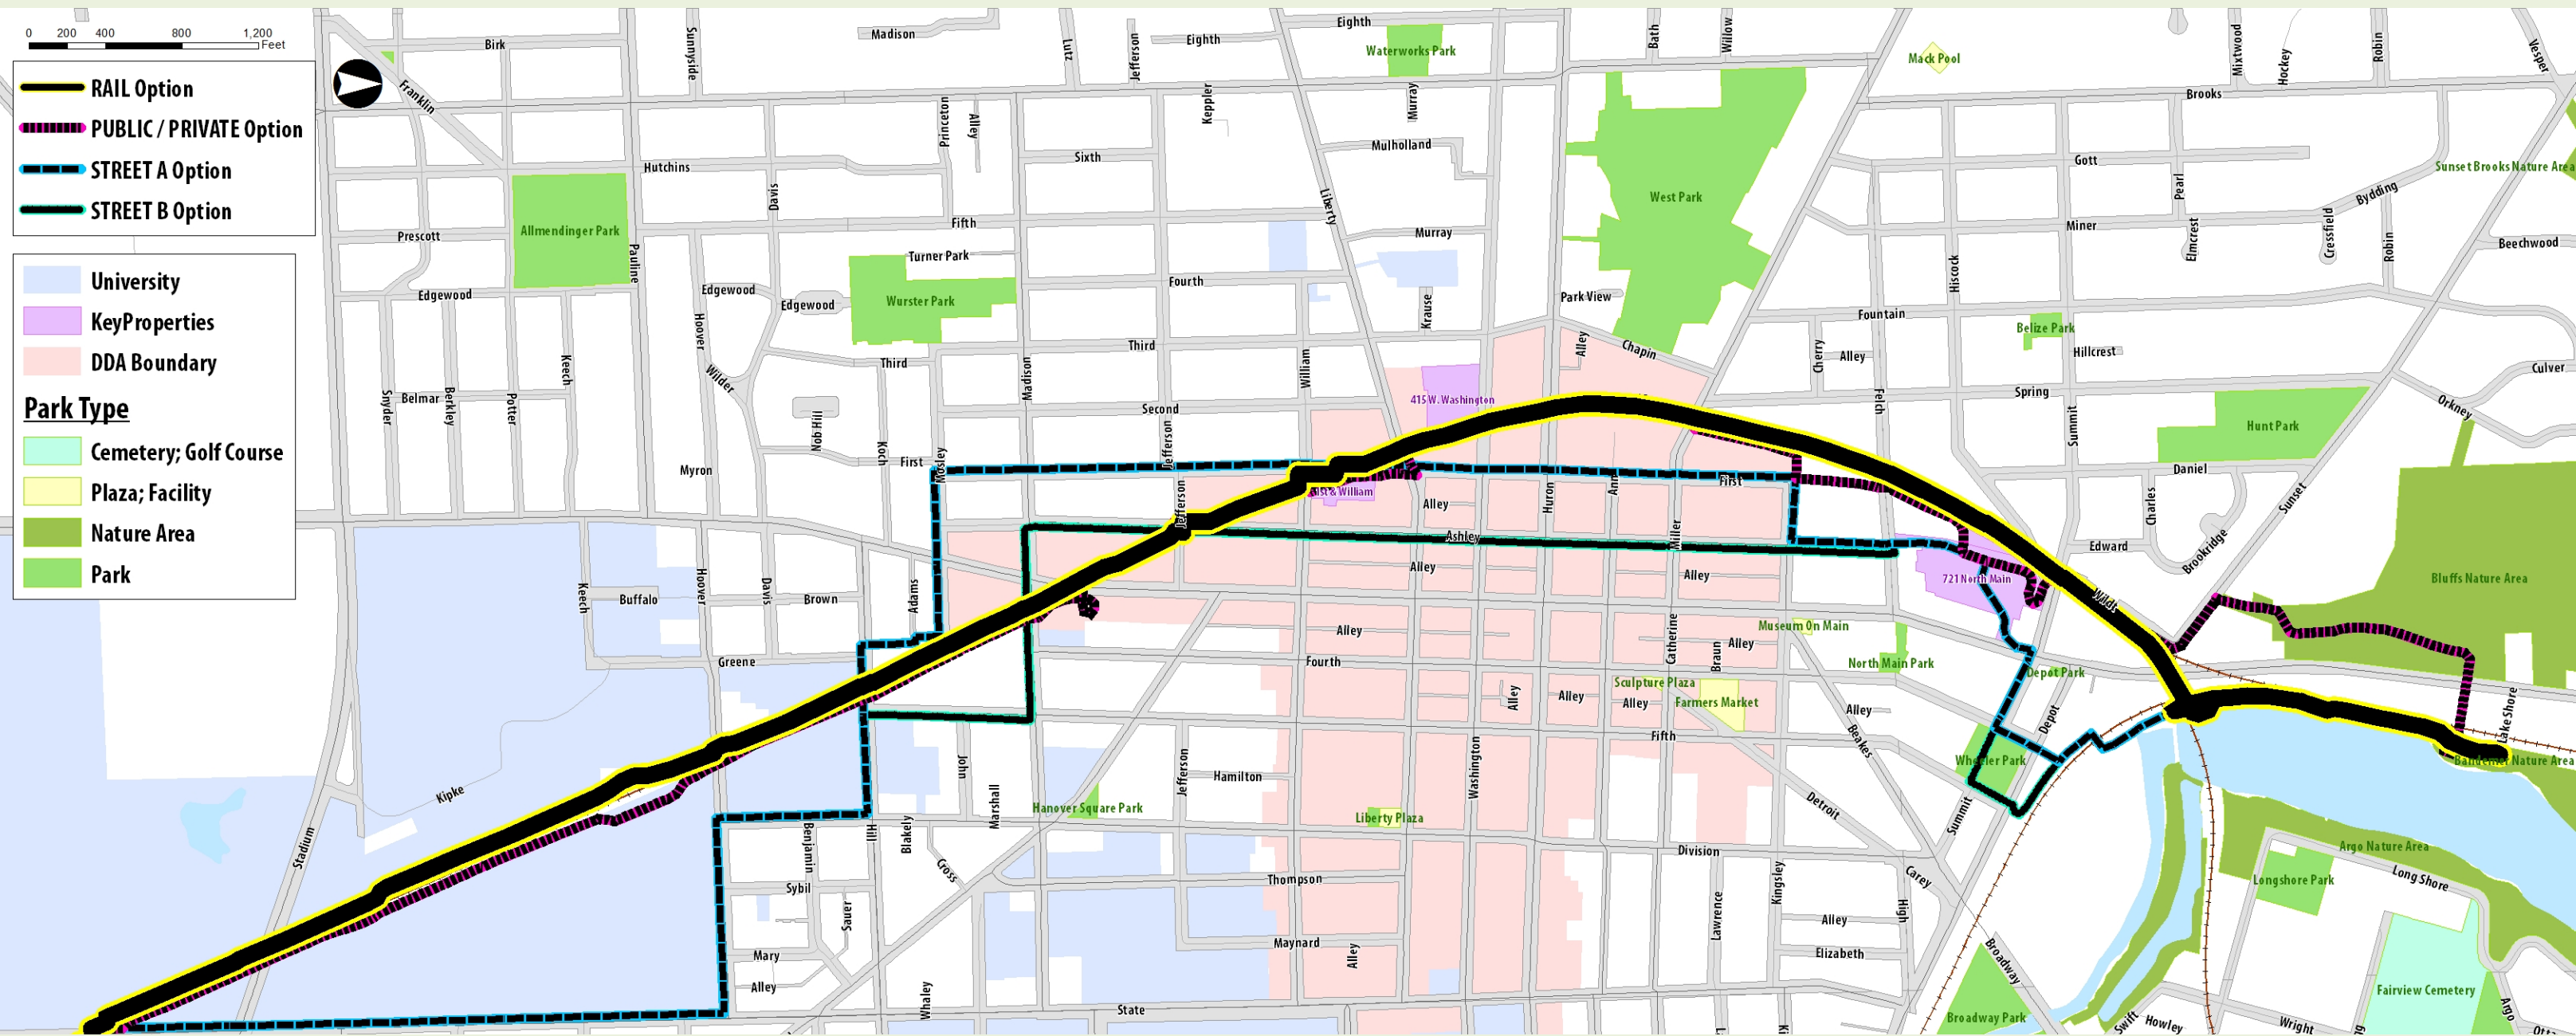 0 200 400 800 1,200
Feet
RAIL Option
PUBLIC / PRIVATE Option
STREET A Option
STREET B Option
University
KeyProperties
DDA Boundary
Park Type
Cemetery; Golf Course
Plaza; Facility
Nature Area
Park
Birk
Franklin
Sunnyside
Madison
Lutz
Jefferson
Eighth
Keppler
Eighth
Waterworks Park
Murray
Bath
Willow
Mack Pool
Mixtwood
Hockey
Robin
Vesper
Brooks
Princeton
Alley
Hutchins
Sixth
Mulholland
Gott
Sunset Brooks Nature Area
Davis
Pearl
Bydding
West Park
Liberty
Fifth
Murray
Miner
Elmcrest
Cressfield
Robin
Beechwood
Prescott
Allmendinger Park
Pauline
Turner Park
Fourth
Hiscock
Edgewood
Edgewood
Edgewood
Wurster Park
Krause
Park View
Fountain
Belize Park
Hoover
Third
Third
Alley
Chapin
Cherry
Alley
Hillcrest
Culver
Keech
Wilder
Madison
William
Snyder
Belmar
Berkley
Potter
Second
415 W. Washington
Felch
Spring
Summit
Orkney
Hunt Park
Nob Hill
Koch
First
Mosley
Jefferson
Myron
Jefferson
1st & William
Alley
Huron
Ann
First
Daniel
Charles
Sunset
Ashley
Miller
Edward
Brookridge
Bluffs Nature Area
Keech
Buffalo
Hoover
Davis
Brown
Adams
Alley
Alley
721 North Main
Wildt
Greene
Alley
Fourth
Catherine
Braun
Alley
Museum On Main
North Main Park
Depot Park
Sculpture Plaza
Farmers Market
Alley
Alley
Alley
Alley
Fifth
Beakes
Depot
Lake Shore
Wheeler Park
Bandemer Nature Area
Kipke
Stadium
John
Marshall
Jefferson
Hamilton
Washington
Hanover Square Park
Liberty Plaza
Detroit
Summit
Benjamin
Hill
Blakely
Cross
Division
Argo Nature Area
Long Shore
Longshore Park
Sybil
Sauer
Thompson
Carey
Kingsley
Lawrence
High
Alley
Mary
Maynard
Alley
Elizabeth
Broadway
Alley
Whaley
State
Broadway Park
Swift
Howley
Wright
Fairview Cemetery
Argo